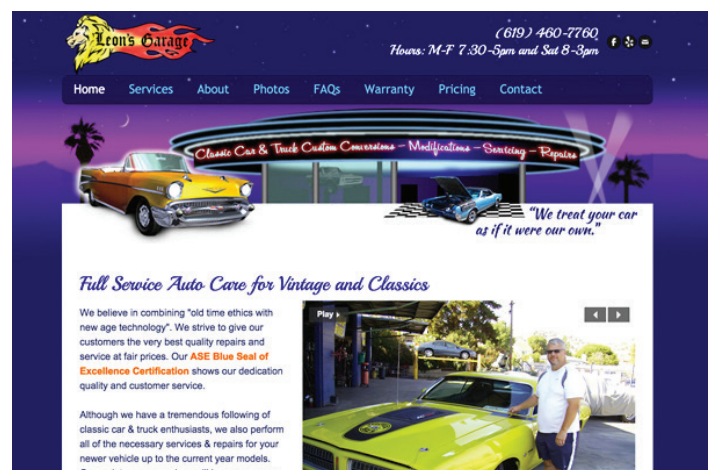 Leon's Garage
(619) 460-7760
Hours: M-F 7:30-5pm and Sat 8-3pm
Home Services About Photos FAQs Warranty Pricing Contact
Classic Car & Truck Custom Conversions - Modifications - Servicing - Repairs
"We treat your car
as if it were our own."
Full Service Auto Care for Vintage and Classics
We believe in combining "old time ethics with
new age technology". We strive to give our
customers the very best quality repairs and
service at fair prices. Our ASE Blue Seal of
Excellence Certification shows our dedication
quality and customer service.
Although we have a tremendous following of
classic car & truck enthusiasts, we also perform
all of the necessary services & repairs for your
newer vehicle up to the current year models.
Play